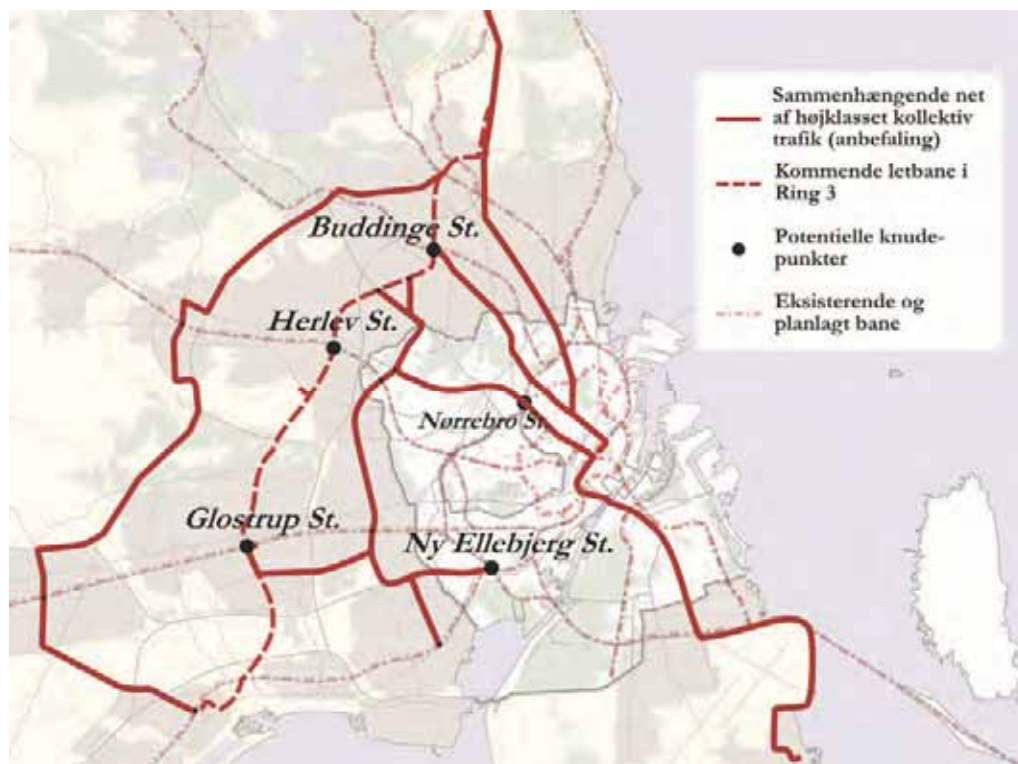 Sammenhængende net
af højklasset kollektiv
trafik (anbefaling)
Kommende letbane i
Ring 3
Potentielle knude-
punkter
Eksisterende og
planlagt bane
Buddinge St.
Herlev St.
Nørrebro St.
Glostrup St.
Ny Ellebjerg St.